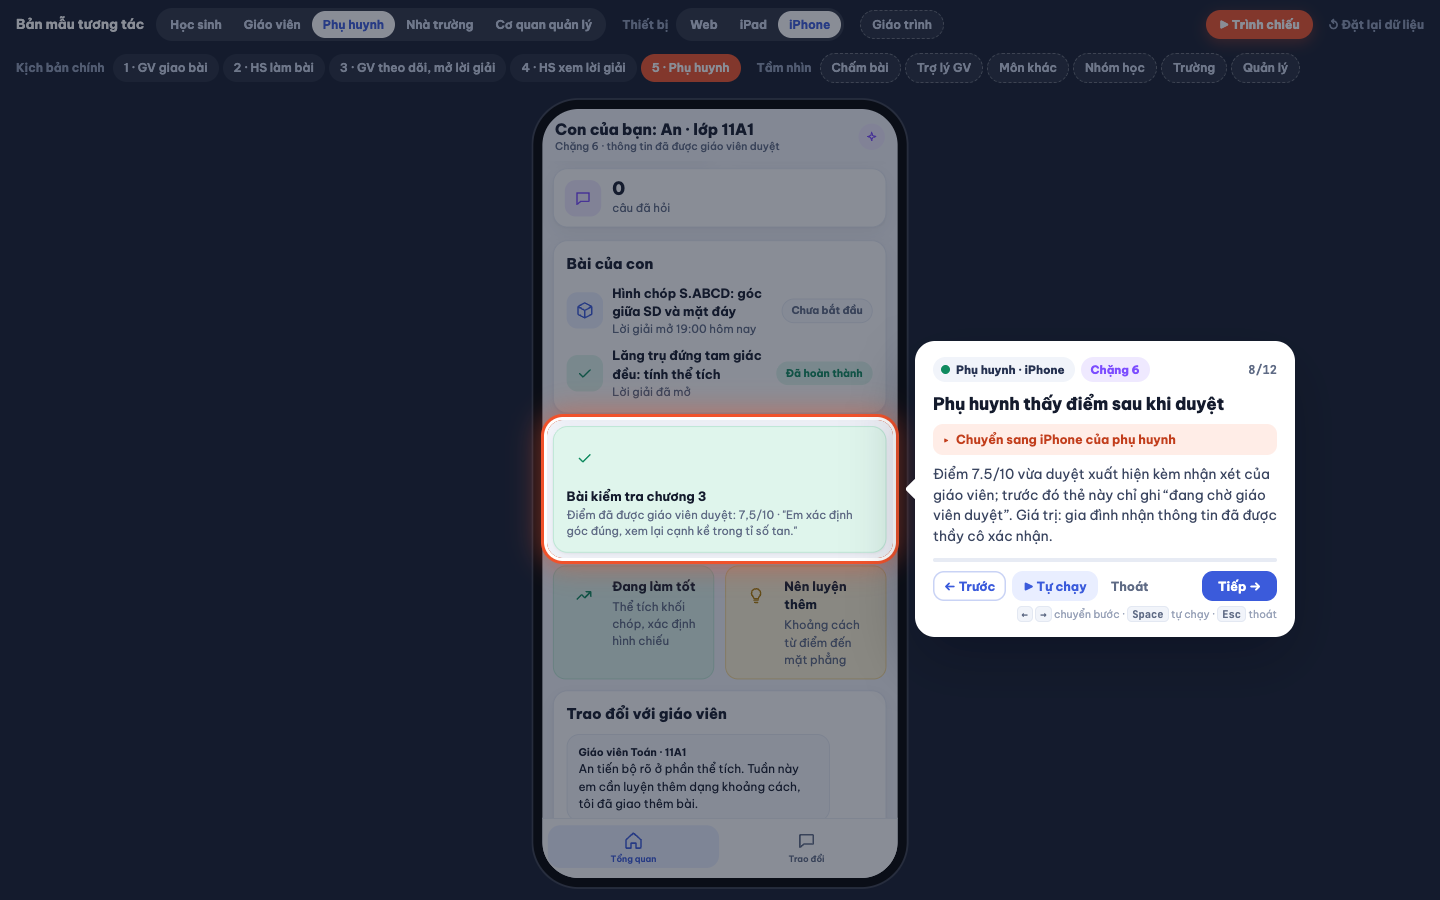 Bản mẫu tương tác
Học sinh Giáo viên Phụ huynh Nhà trường Cơ quan quản lý
Thiết bị Web iPad iPhone
Giáo trình
Trình chiếu
Đặt lại dữ liệu
Kịch bản chính
1 · GV giao bài
2 · HS làm bài
3 · GV theo dõi, mở lời giải
4 · HS xem lời giải
5 · Phụ huynh
Tầm nhìn
Chấm bài
Trợ lý GV
Môn khác
Nhóm học
Trường
Quản lý
Con của bạn: An · lớp 11A1
Chặng 6 · thông tin đã được giáo viên duyệt
0
câu đã hỏi
Bài của con
Hình chóp S.ABCD: góc
giữa SD và mặt đáy
Lời giải mở 19:00 hôm nay
Chưa bắt đầu
Lăng trụ đứng tam giác
đều: tính thể tích
Lời giải đã mở
Đã hoàn thành
Bài kiểm tra chương 3
Điểm đã được giáo viên duyệt: 7,5/10 · "Em xác định
góc đúng, xem lại cạnh kề trong tỉ số tan."
Đang làm tốt
Thể tích khối
chóp, xác định
hình chiếu
Nên luyện
thêm
Khoảng cách
từ điểm đến
mặt phẳng
Trao đổi với giáo viên
Giáo viên Toán · 11A1
An tiến bộ rõ ở phần thể tích. Tuần này
em cần luyện thêm dạng khoảng cách,
tôi đã giao thêm bài.
Tổng quan
Trao đổi
Phụ huynh · iPhone
Chặng 6
8/12
Phụ huynh thấy điểm sau khi duyệt
▸ Chuyển sang iPhone của phụ huynh
Điểm 7.5/10 vừa duyệt xuất hiện kèm nhận xét của
giáo viên; trước đó thẻ này chỉ ghi “đang chờ giáo
viên duyệt”. Giá trị: gia đình nhận thông tin đã được
thầy cô xác nhận.
← Trước
Tự chạy
Thoát
Tiếp →
← → chuyển bước · Space tự chạy · Esc thoát